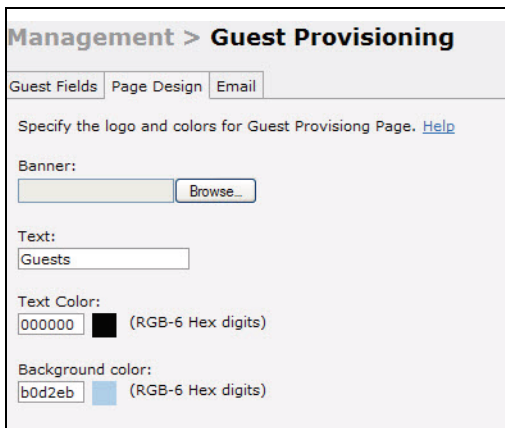 Management > Guest Provisioning
Guest Fields Page Design Email
Specify the logo and colors for Guest Provisiong Page. Help
Banner:
Browse...
Text:
Guests
Text Color:
000000 (RGB-6 Hex digits)
Background color:
b0d2eb (RGB-6 Hex digits)